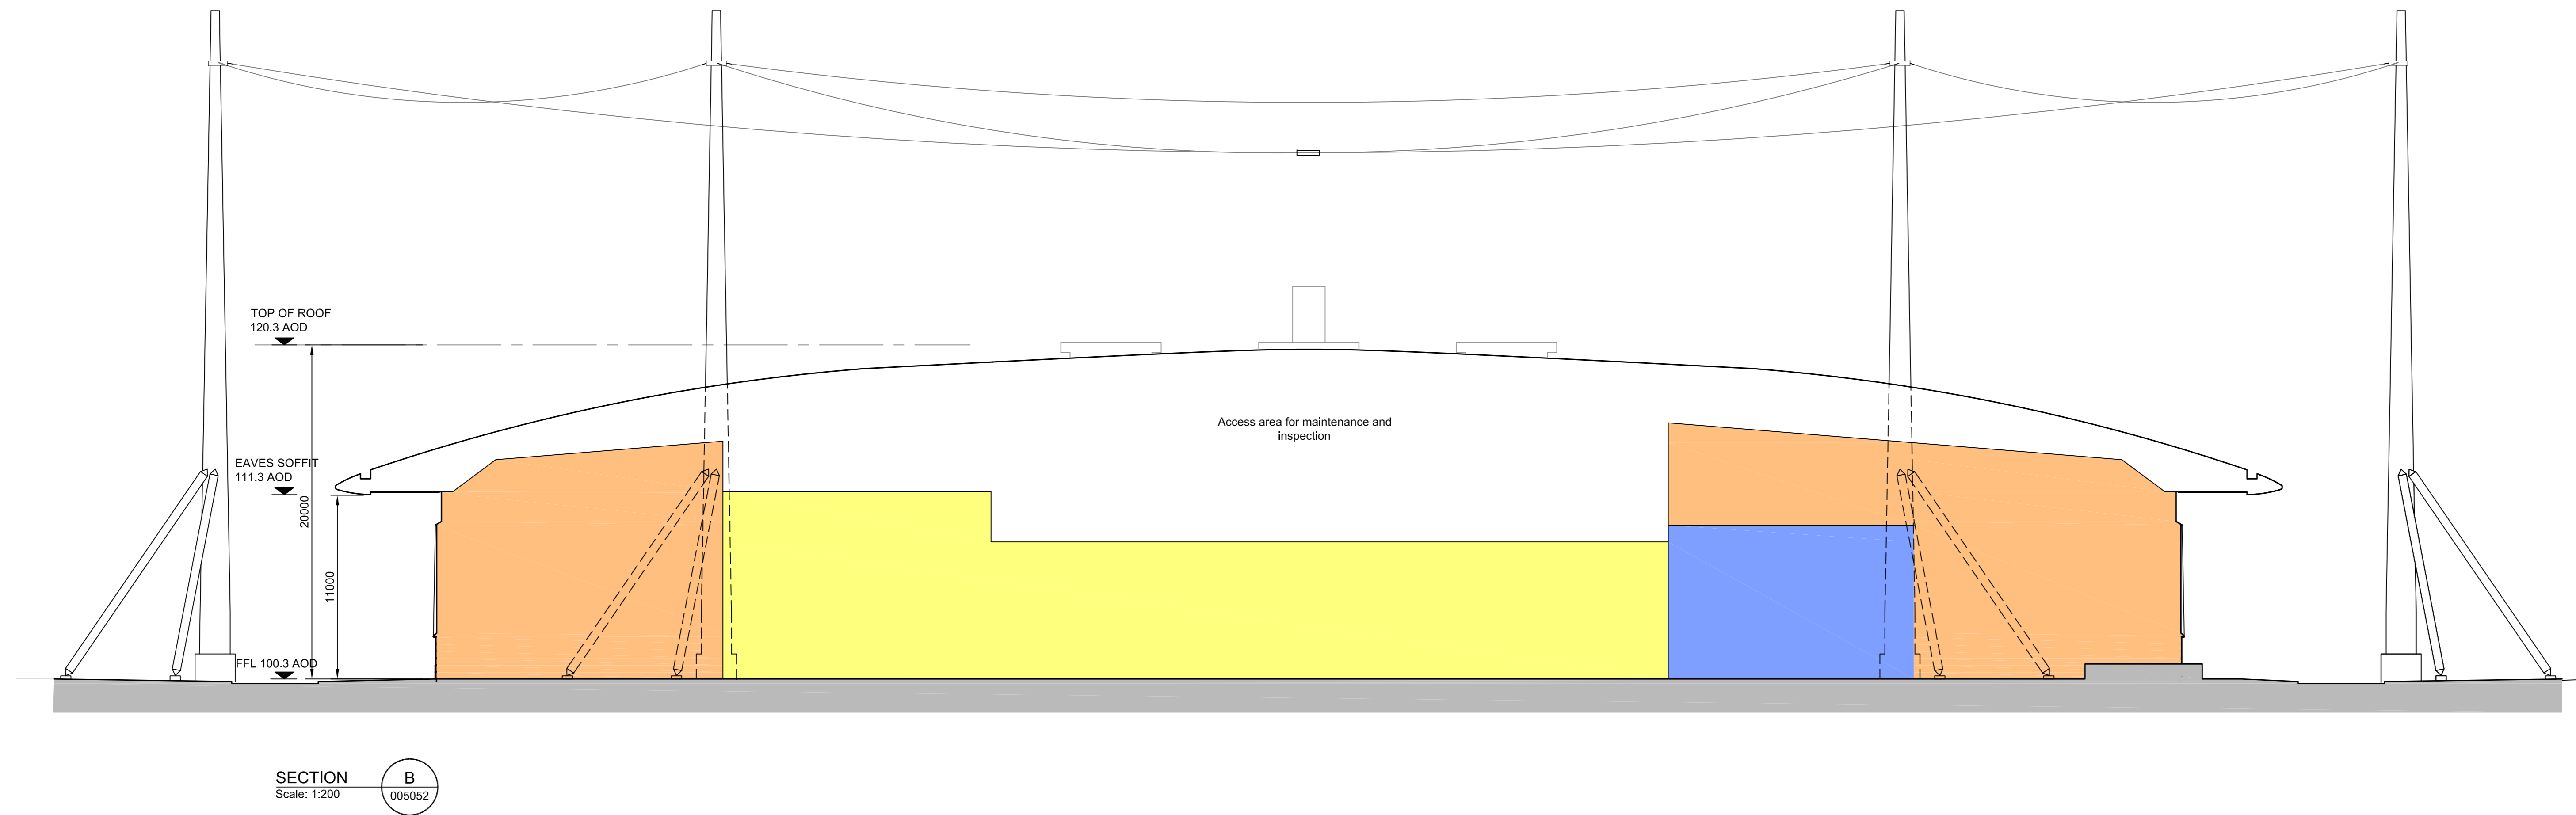 TOP OF ROOF
120.3 AOD
EAVES SOFFIT
111.3 AOD
20000
11000
FFL 100.3 AOD
Access area for maintenance and
inspection
SECTION
Scale: 1:200
B
005052